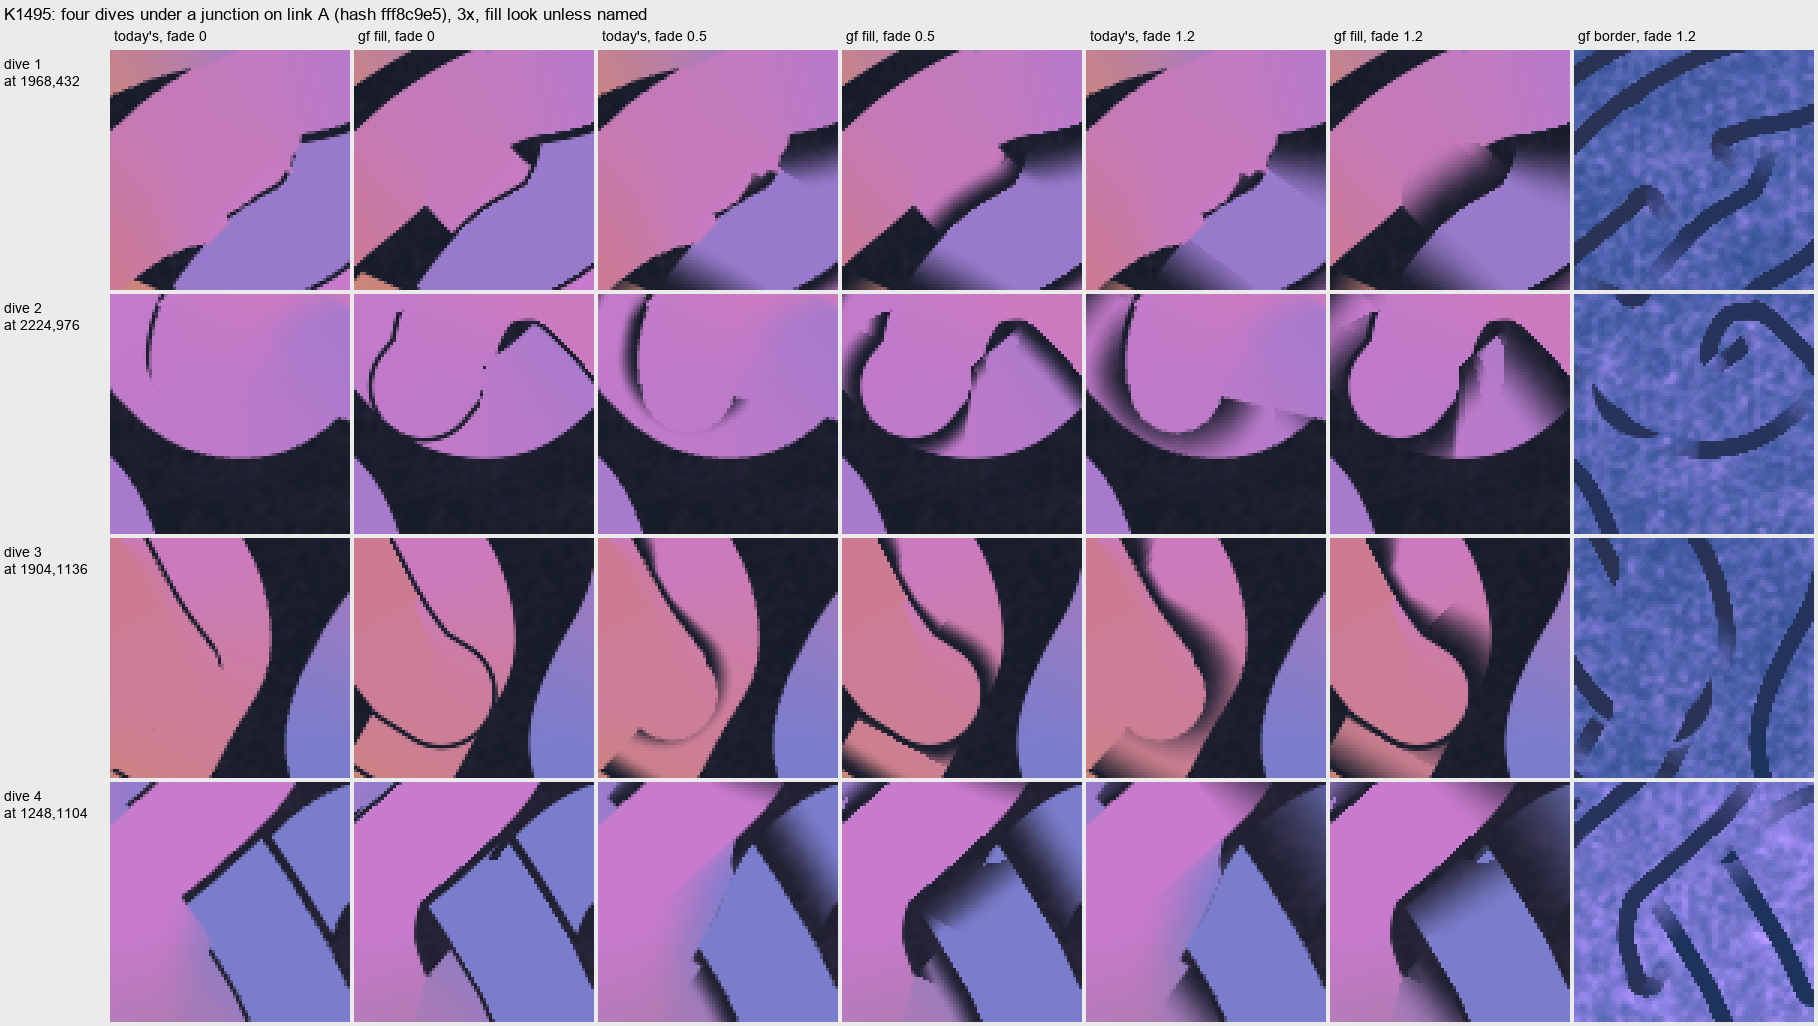 K1495: four dives under a junction on link A (hash fff8c9e5), 3x, fill look unless named
today's, fade 0
gf fill, fade 0
today's, fade 0.5
gf fill, fade 0.5
today's, fade 1.2
gf fill, fade 1.2
gf border, fade 1.2
dive 1
at 1968,432
dive 2
at 2224,976
dive 3
at 1904,1136
dive 4
at 1248,1104